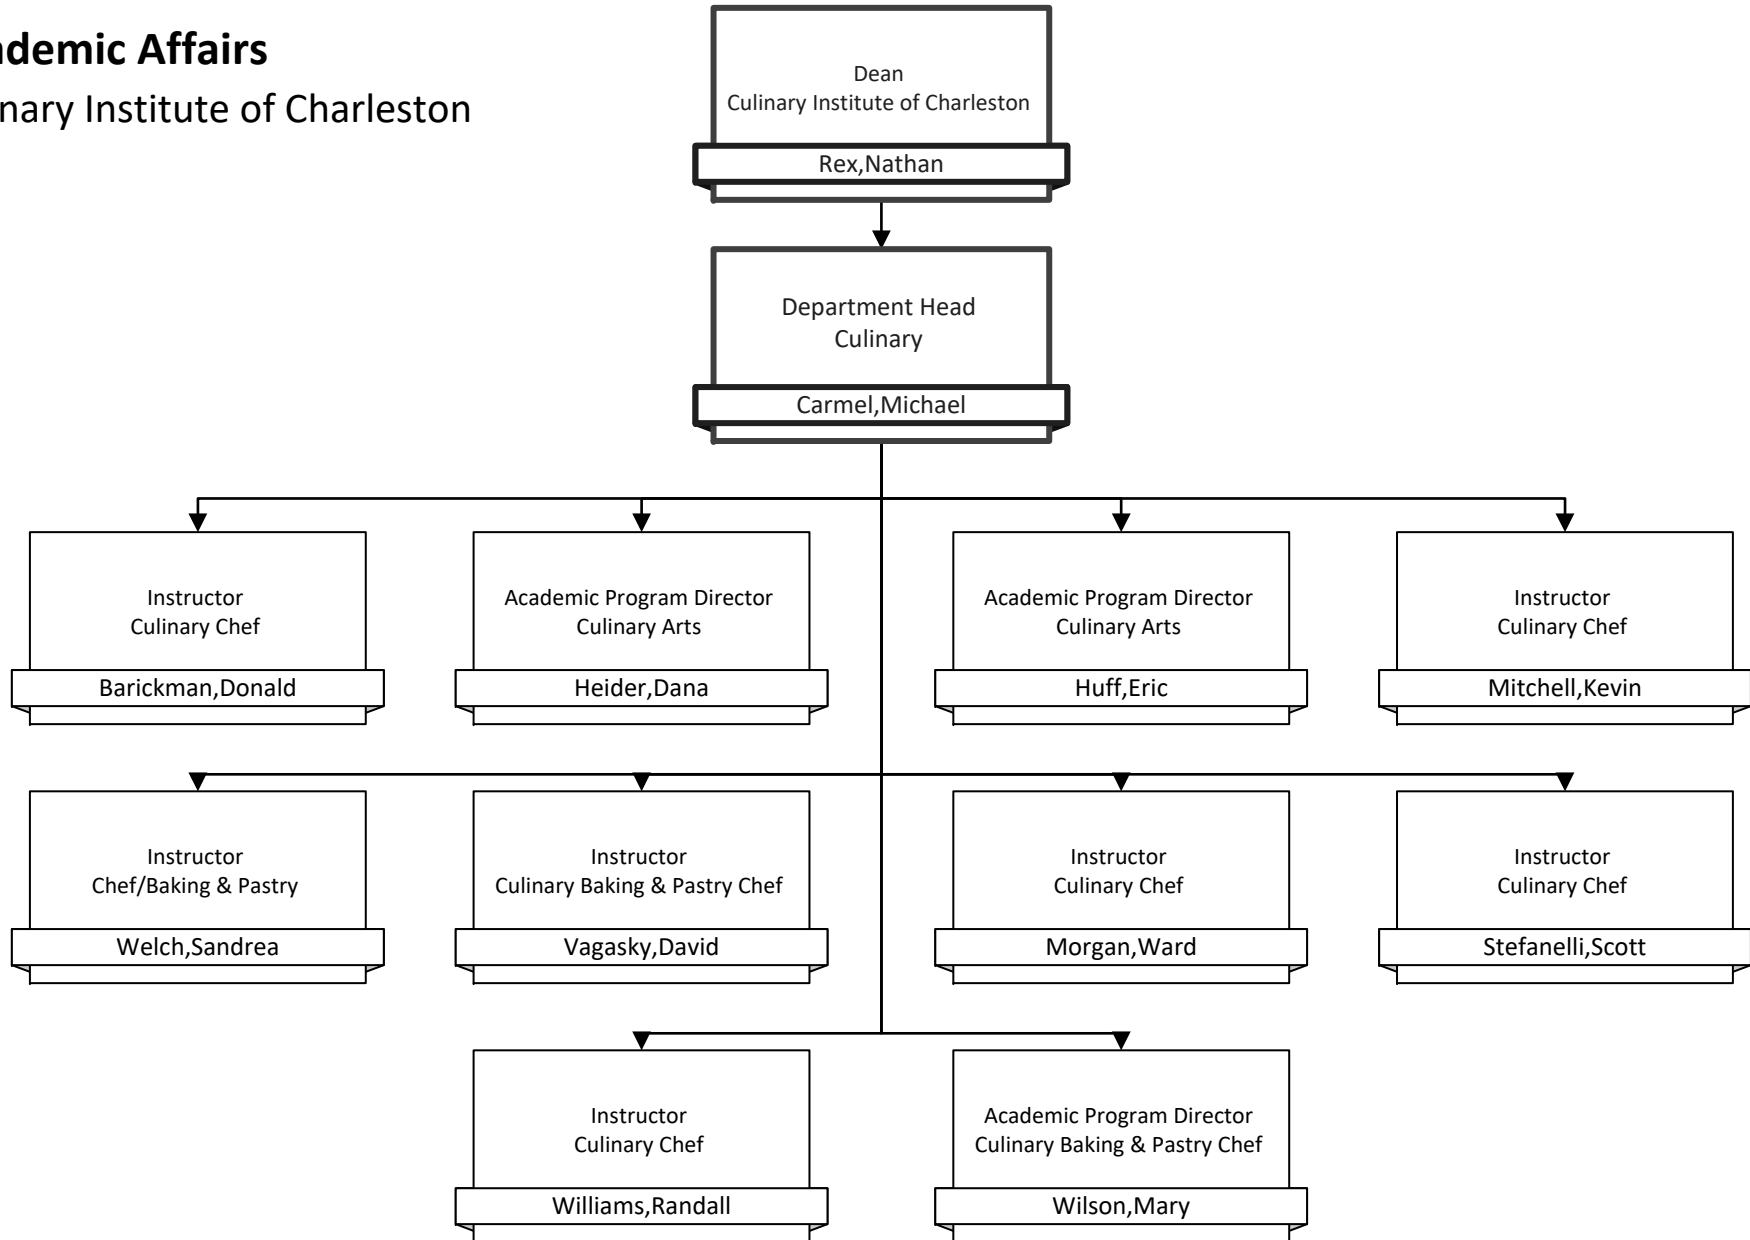 ademic Affairs
nary Institute of Charleston
Dean
Culinary Institute of Charleston
Rex,Nathan
Department Head
Culinary
Carmel,Michael
Instructor
Culinary Chef
Barickman,Donald
Academic Program Director
Culinary Arts
Heider,Dana
Academic Program Director
Culinary Arts
Huff,Eric
Instructor
Culinary Chef
Mitchell,Kevin
Instructor
Chef/Baking & Pastry
Welch,Sandrea
Instructor
Culinary Baking & Pastry Chef
Vagasky,David
Instructor
Culinary Chef
Morgan,Ward
Instructor
Culinary Chef
Stefanelli,Scott
Instructor
Culinary Chef
Williams,Randall
Academic Program Director
Culinary Baking & Pastry Chef
Wilson,Mary